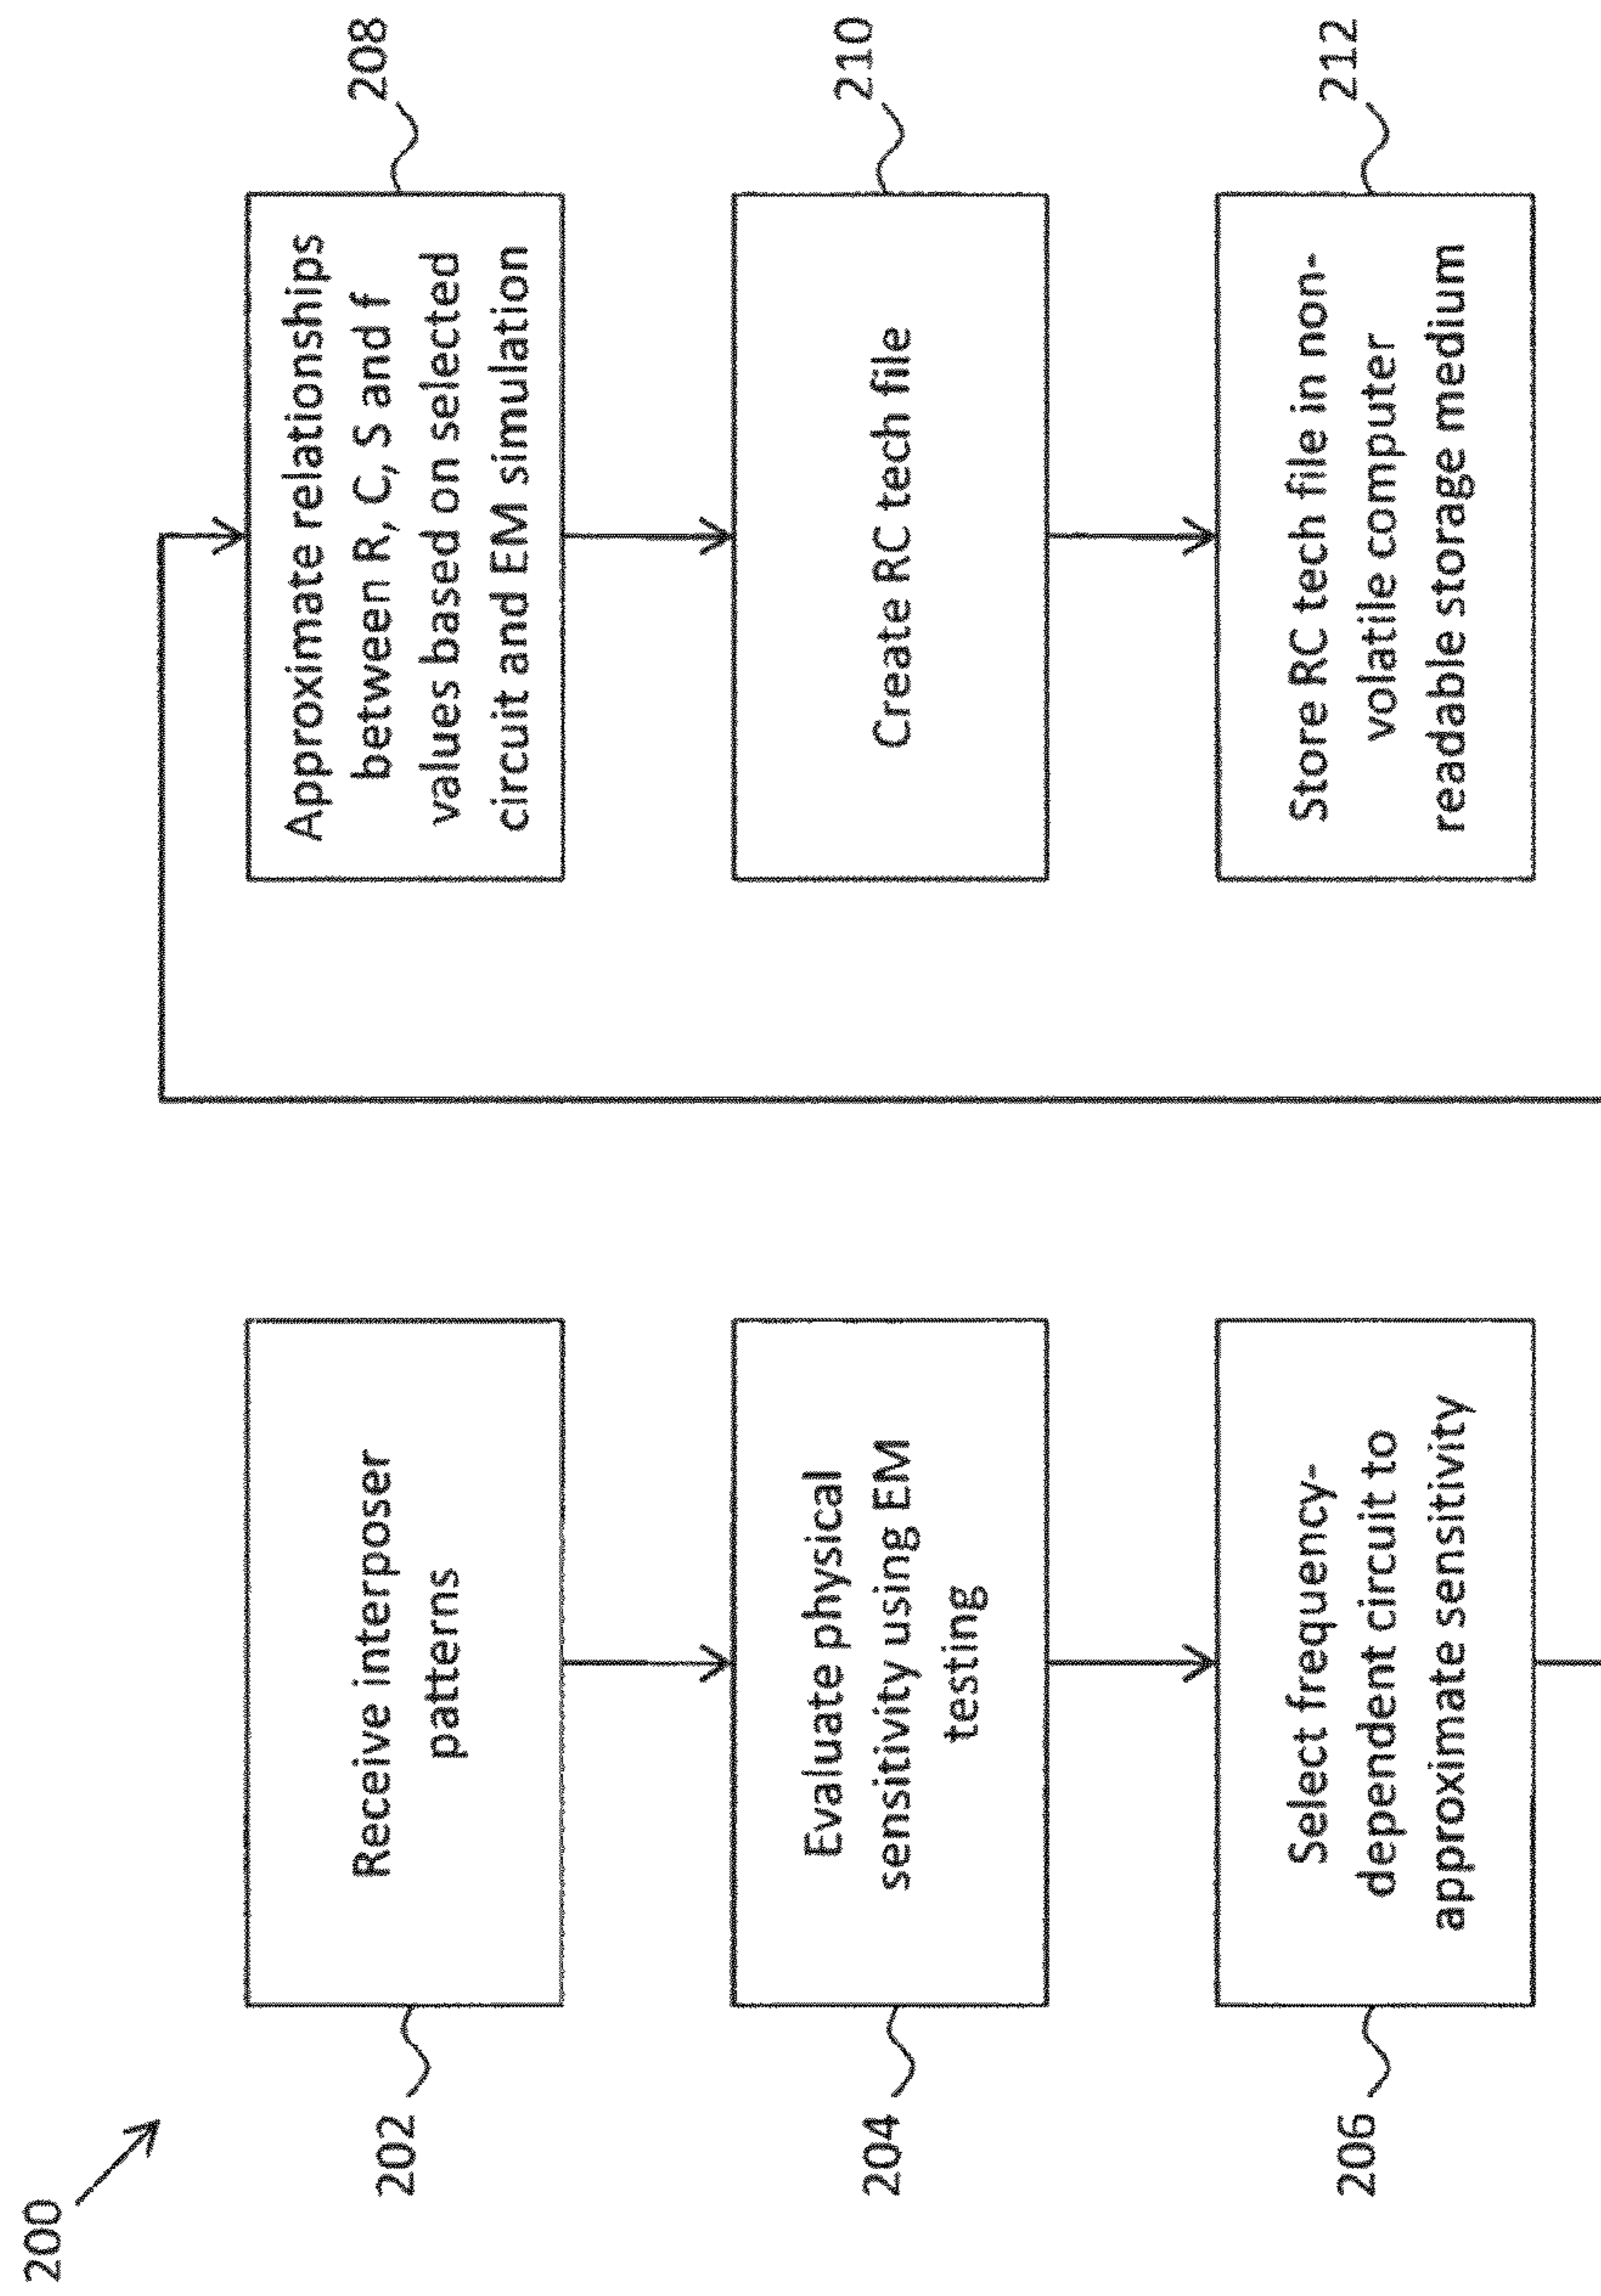 200
202
Receive interposer
patterns
204
Evaluate physical
sensitivity using EM
testing
206
Select frequency-
dependent circuit to
approximate sensitivity
208
Approximate relationships
between R, C, S and f
values based on selected
circuit and EM simulation
210
Create RC tech file
212
Store RC tech file in non-
volatile computer
readable storage medium